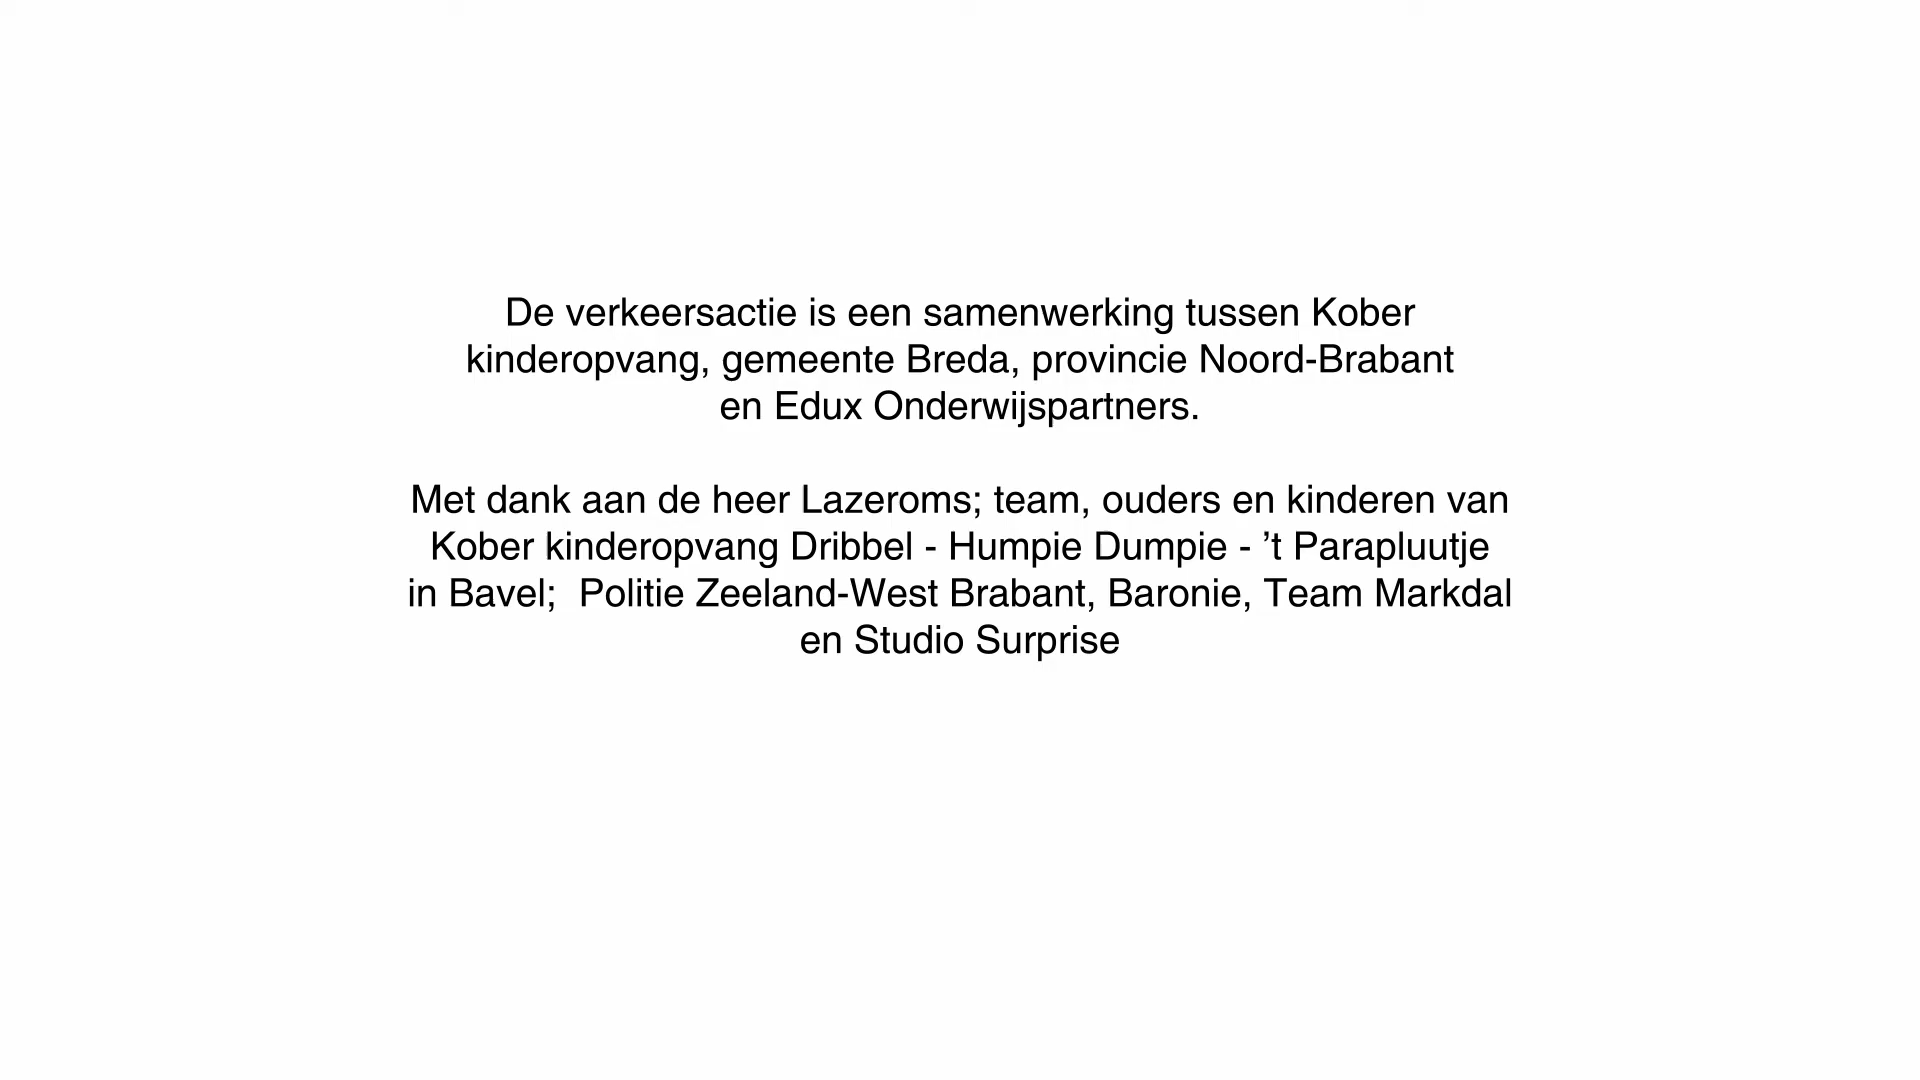 De verkeersactie is een samenwerking tussen Kober
kinderopvang, gemeente Breda, provincie Noord-Brabant
en Edux Onderwijspartners.
Met dank aan de heer Lazeroms; team, ouders en kinderen van
Kober kinderopvang Dribbel - Humpie Dumpie - ’t Parapluutje
in Bavel;  Politie Zeeland-West Brabant, Baronie, Team Markdal
en Studio Surprise